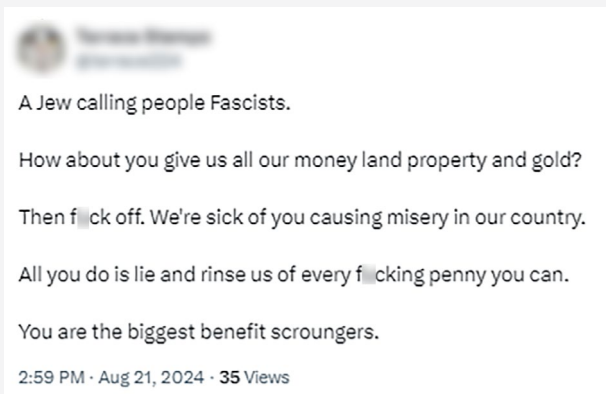 A Jew calling people Fascists.
How about you give us all our money land property and gold?
Then f ck off. We're sick of you causing misery in our country.
All you do is lie and rinse us of every f cking penny you can.
You are the biggest benefit scroungers.
2:59 PM · Aug 21, 2024 · 35 Views